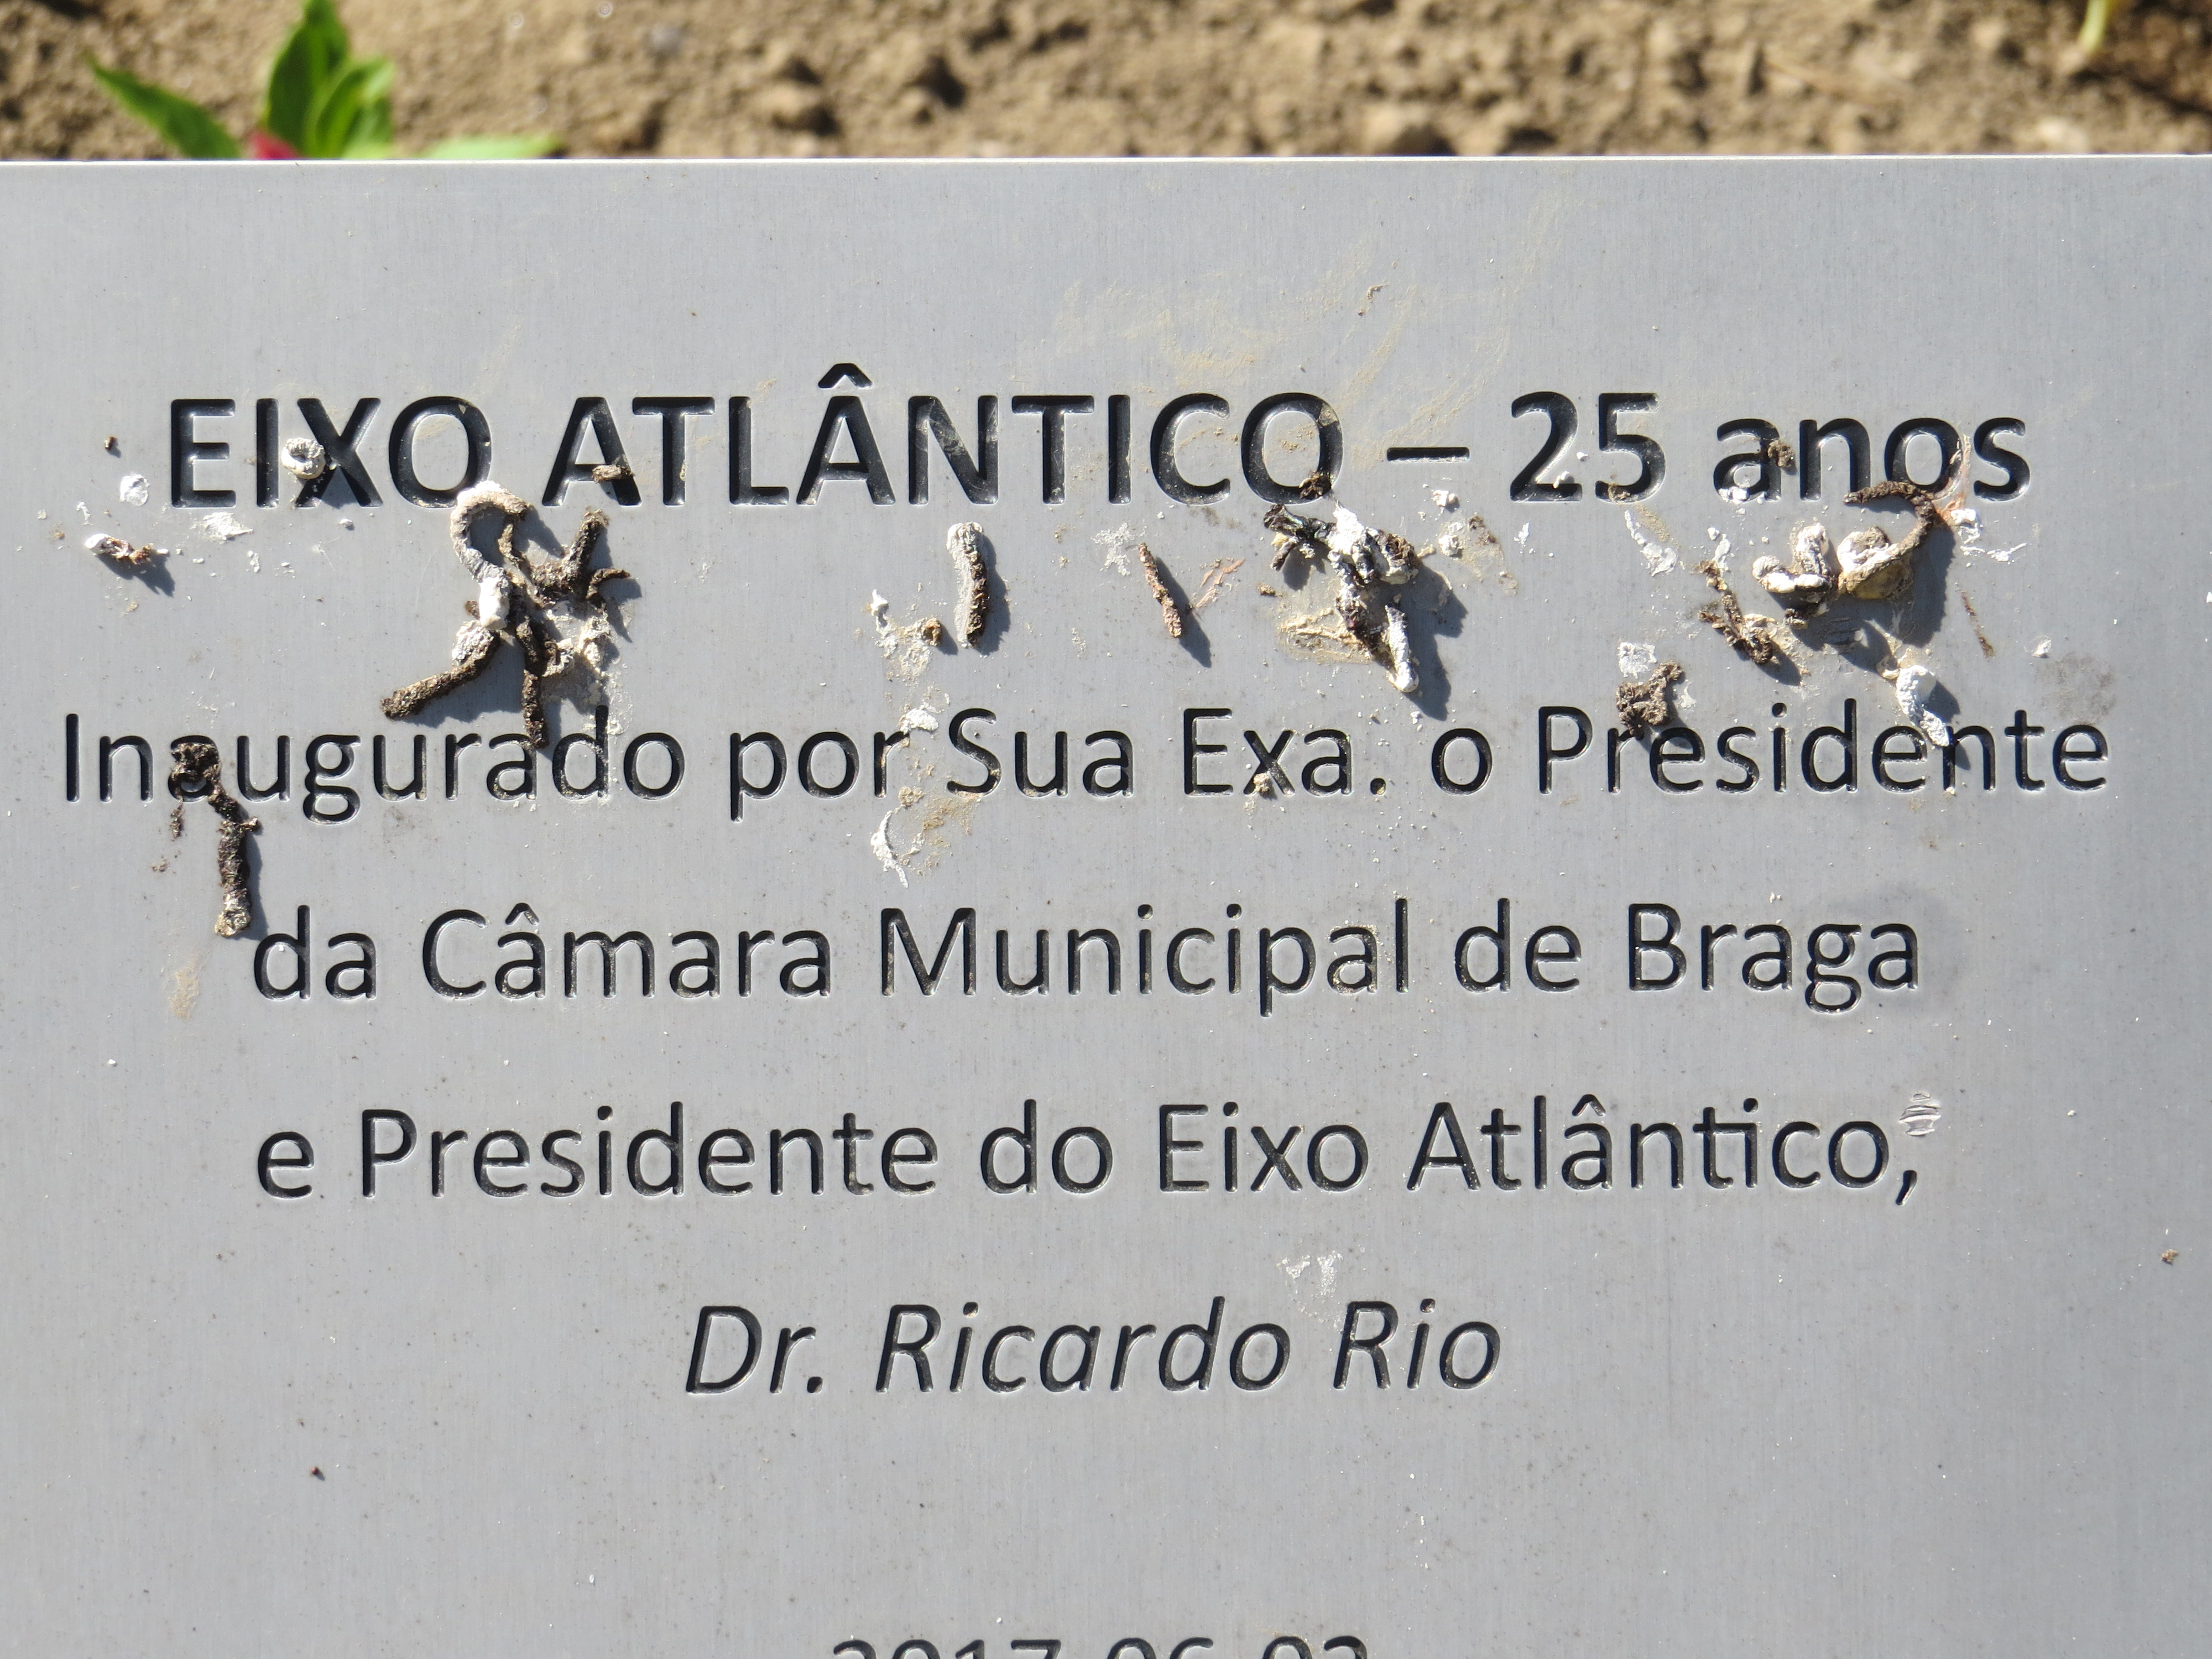 EIXO ATLÂNTICO – 25 anos
Inaugurado por Sua Exa. o Presidente
da Câmara Municipal de Braga
e Presidente do Eixo Atlântico,
Dr. Ricardo Rio